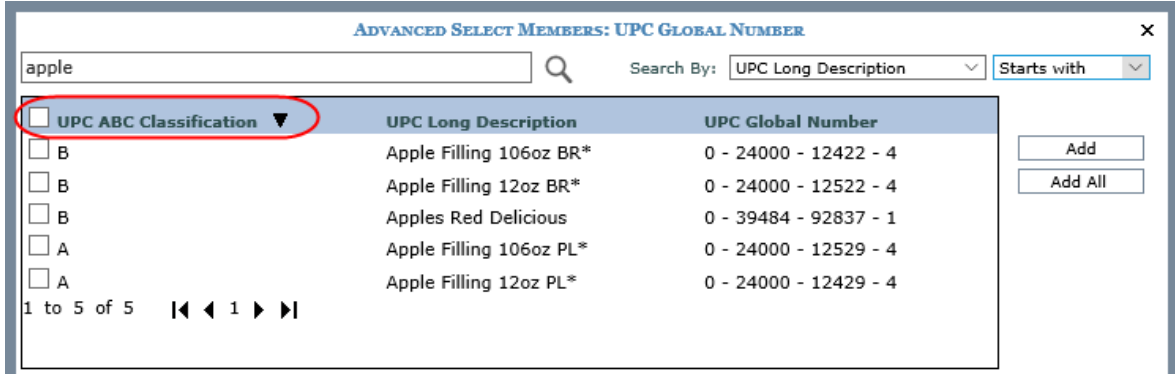 ADVANCED SELECT MEMBERS: UPC GLOBAL NUMBER ×
apple Search By: UPC Long Description Starts with
UPC ABC Classification ▼ UPC Long Description UPC Global Number
B Apple Filling 106oz BR* 0 - 24000 - 12422 - 4 Add
B Apple Filling 12oz BR* 0 - 24000 - 12522 - 4 Add All
B Apples Red Delicious 0 - 39484 - 92837 - 1
A Apple Filling 106oz PL* 0 - 24000 - 12529 - 4
A Apple Filling 12oz PL* 0 - 24000 - 12429 - 4
1 to 5 of 5 1